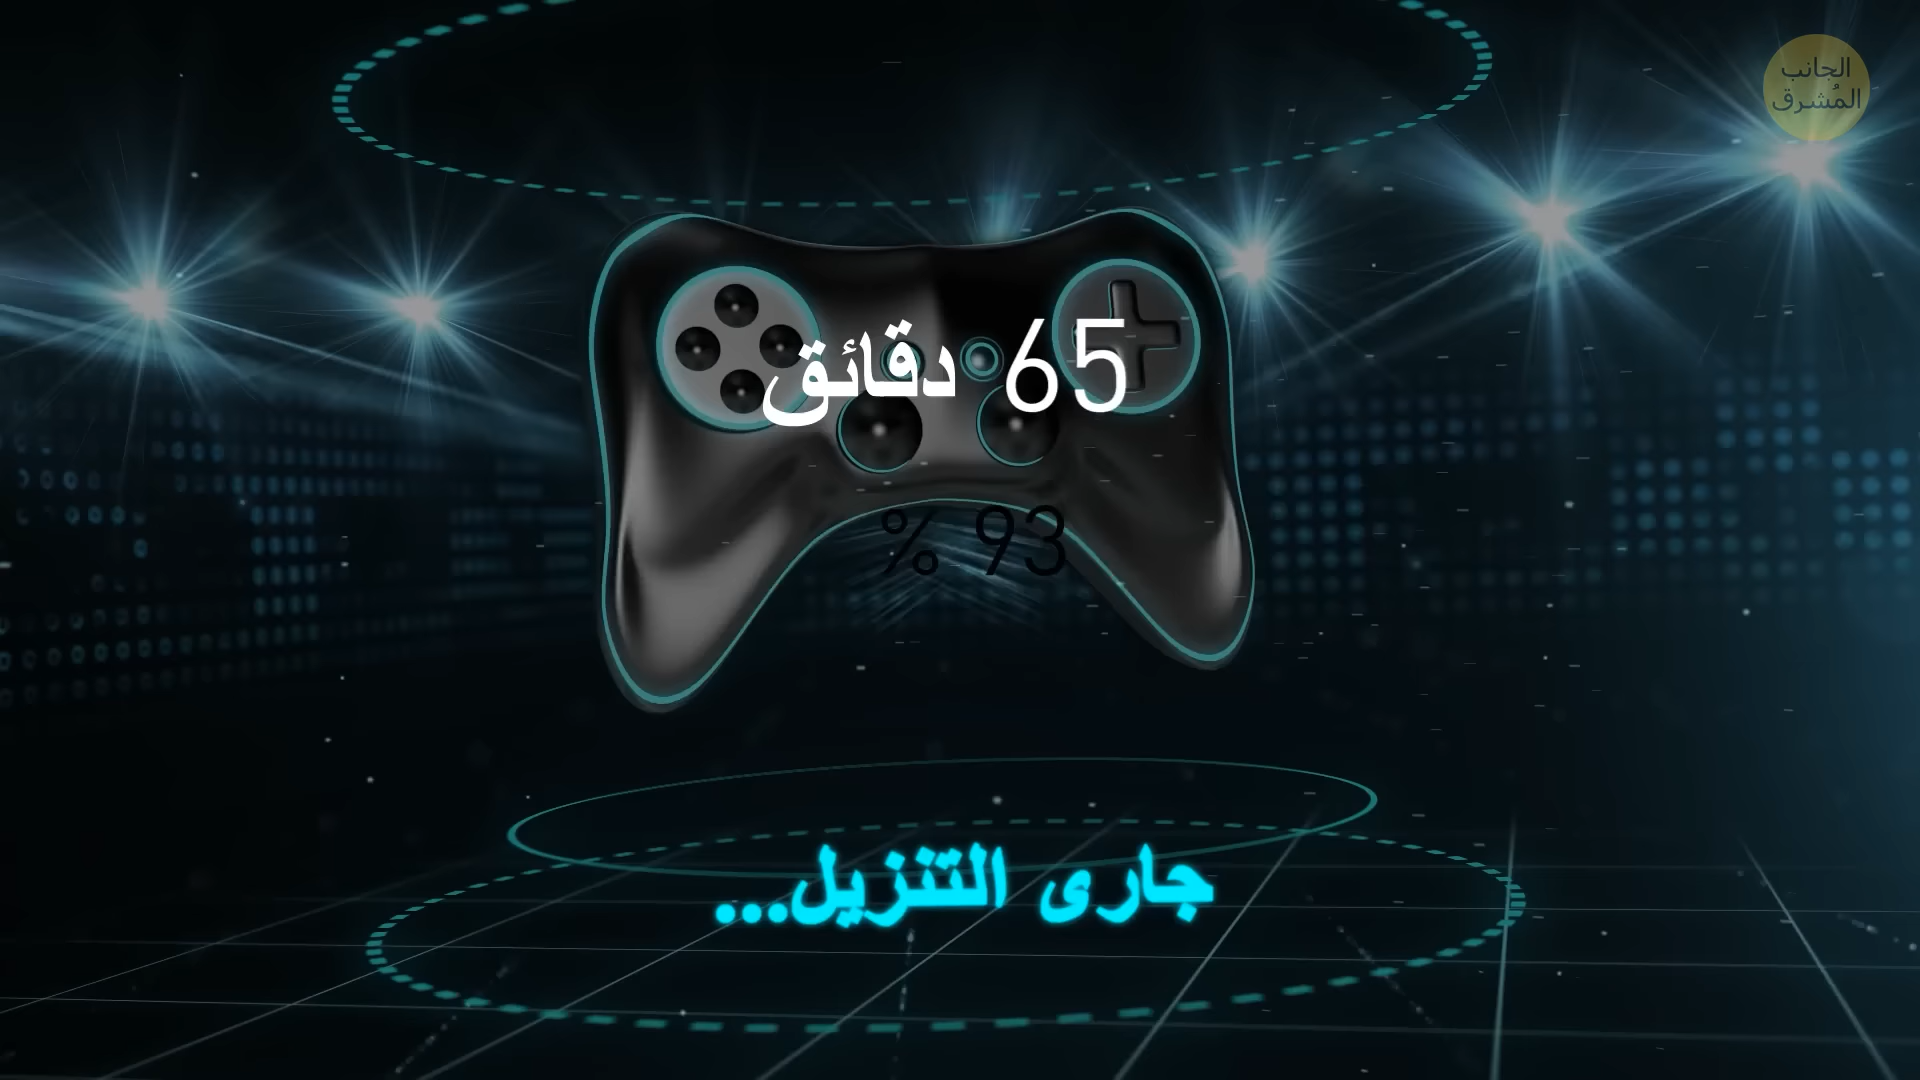 الجانب
المُشرق
65 دقائق
93 %
جارى التنزيل...